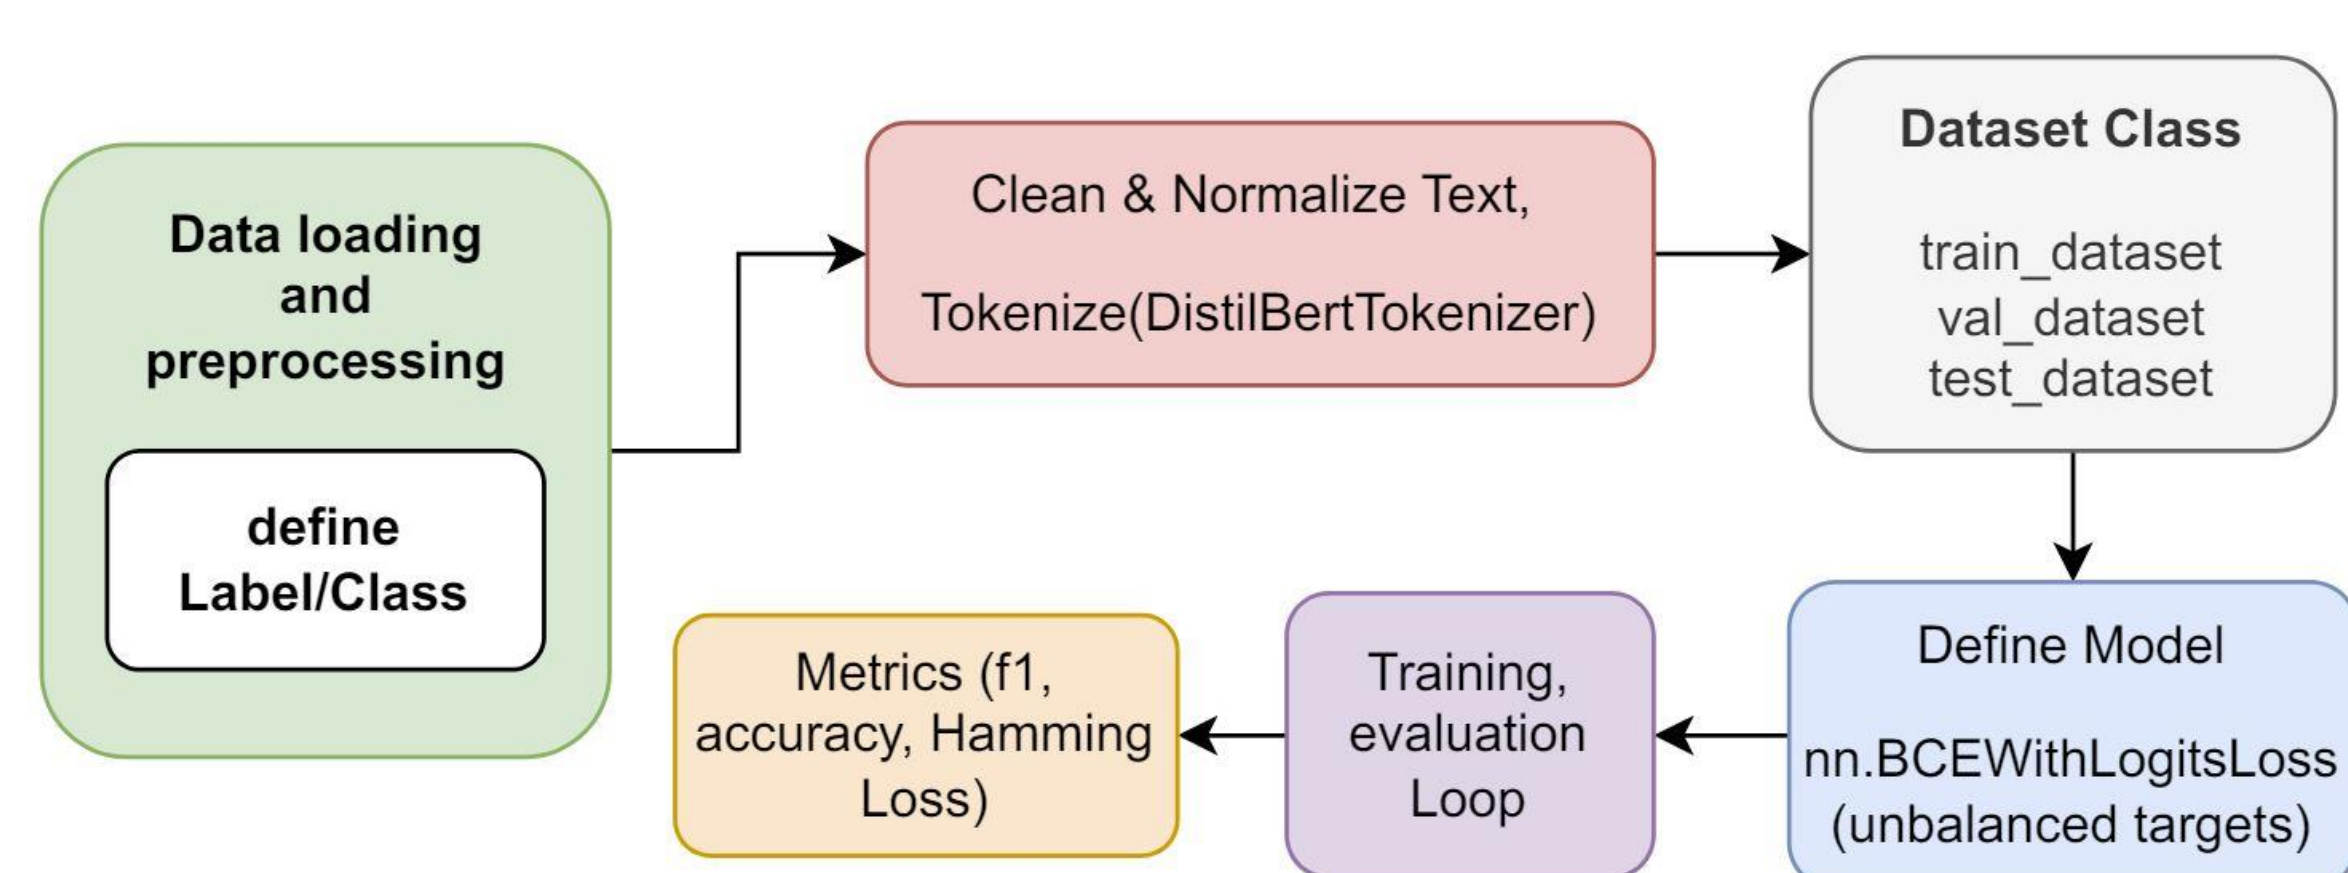 Data loading
and
preprocessing
define
Label/Class
Clean & Normalize Text,
Tokenize(DistilBertTokenizer)
Dataset Class
train_dataset
val_dataset
test_dataset
Define Model
nn.BCEWithLogitsLoss
(unbalanced targets)
Training,
evaluation
Loop
Metrics (f1,
accuracy, Hamming
Loss)